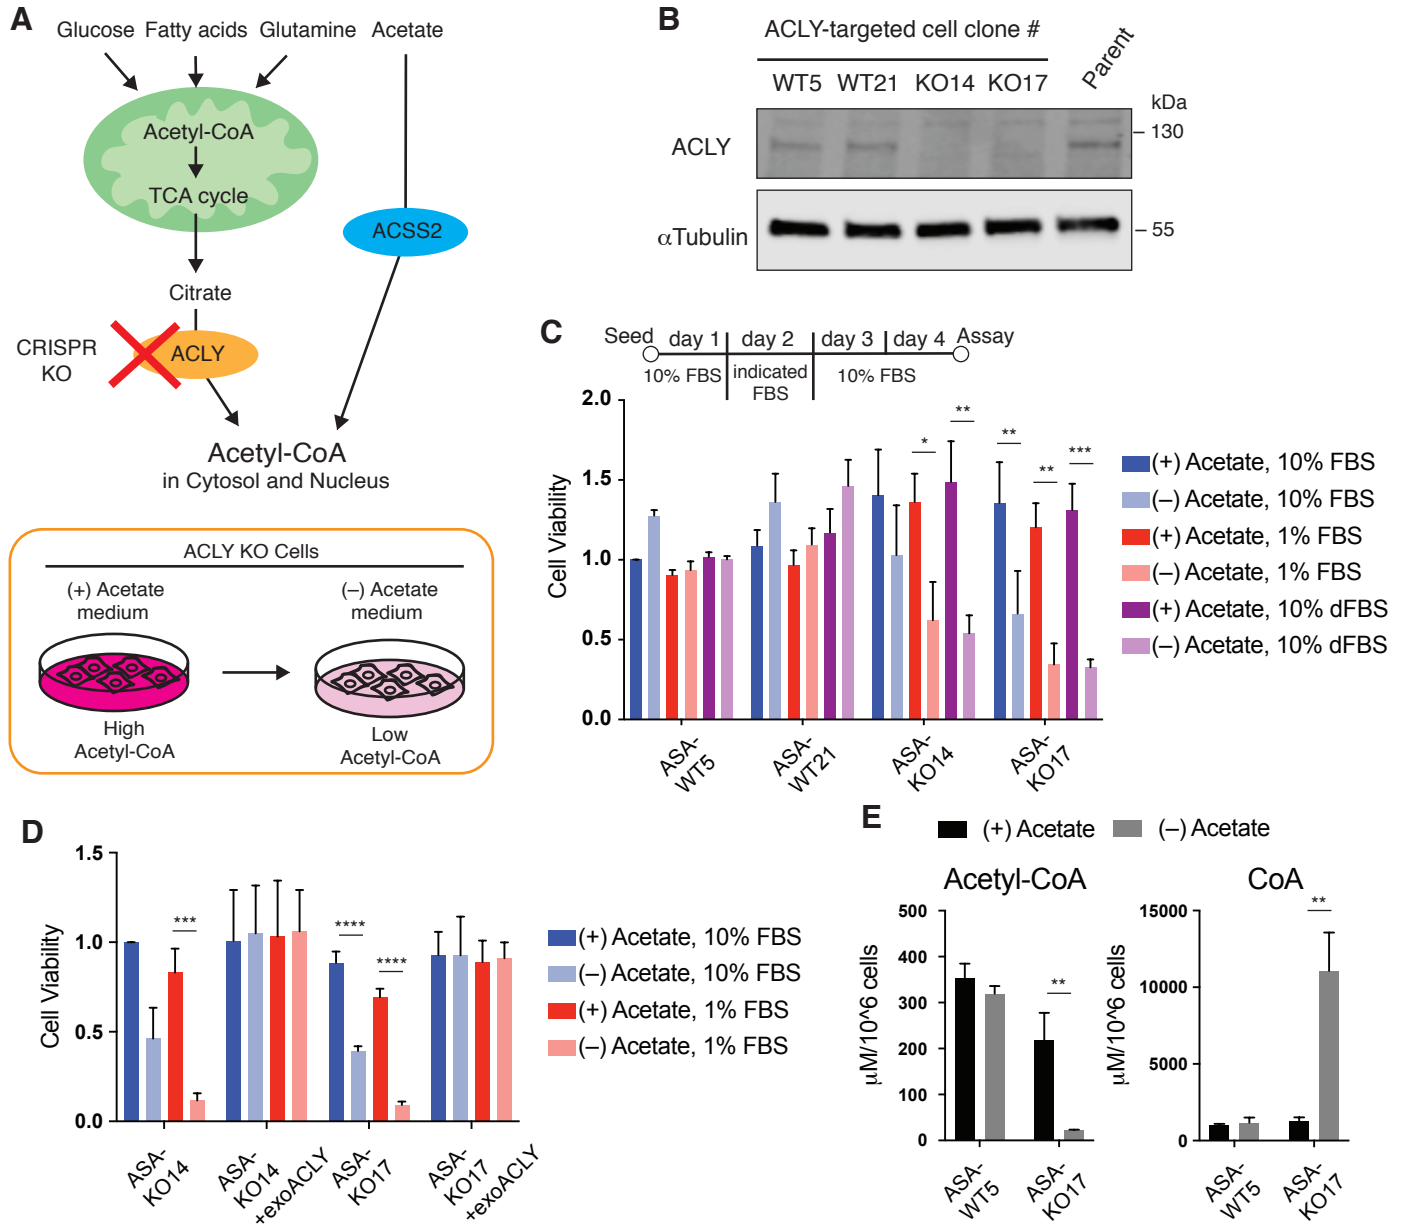 A
Glucose Fatty acids Glutamine Acetate
Acetyl-CoA
TCA cycle
ACSS2
Citrate
CRISPR
KO
ACLY
Acetyl-CoA
in Cytosol and Nucleus
ACLY KO Cells
(+) Acetate
medium
(–) Acetate
medium
High
Acetyl-CoA
Low
Acetyl-CoA
B
ACLY-targeted cell clone #
WT5 WT21 KO14 KO17 Parent
kDa
ACLY
130
αTubulin
55
C
Seed day 1 day 2 day 3 day 4 Assay
10% FBS indicated
FBS
10% FBS
Cell Viability
2.0
1.5
1.0
0.5
0.0
* ** ** ** ***
ASA-
WT5
ASA-
WT21
ASA-
KO14
ASA-
KO17
(+) Acetate, 10% FBS
(–) Acetate, 10% FBS
(+) Acetate, 1% FBS
(–) Acetate, 1% FBS
(+) Acetate, 10% dFBS
(–) Acetate, 10% dFBS
D
Cell Viability
1.5
1.0
0.5
0.0
*** **** ****
ASA-
KO14
ASA-
KO14
+exoACLY
ASA-
KO17
ASA-
KO17
+exoACLY
(+) Acetate, 10% FBS
(–) Acetate, 10% FBS
(+) Acetate, 1% FBS
(–) Acetate, 1% FBS
E
(+) Acetate (–) Acetate
Acetyl-CoA
μM/10^6 cells
500
400
300
200
100
0
**
ASA-
WT5
ASA-
KO17
CoA
μM/10^6 cells
15000
10000
5000
0
**
ASA-
WT5
ASA-
KO17